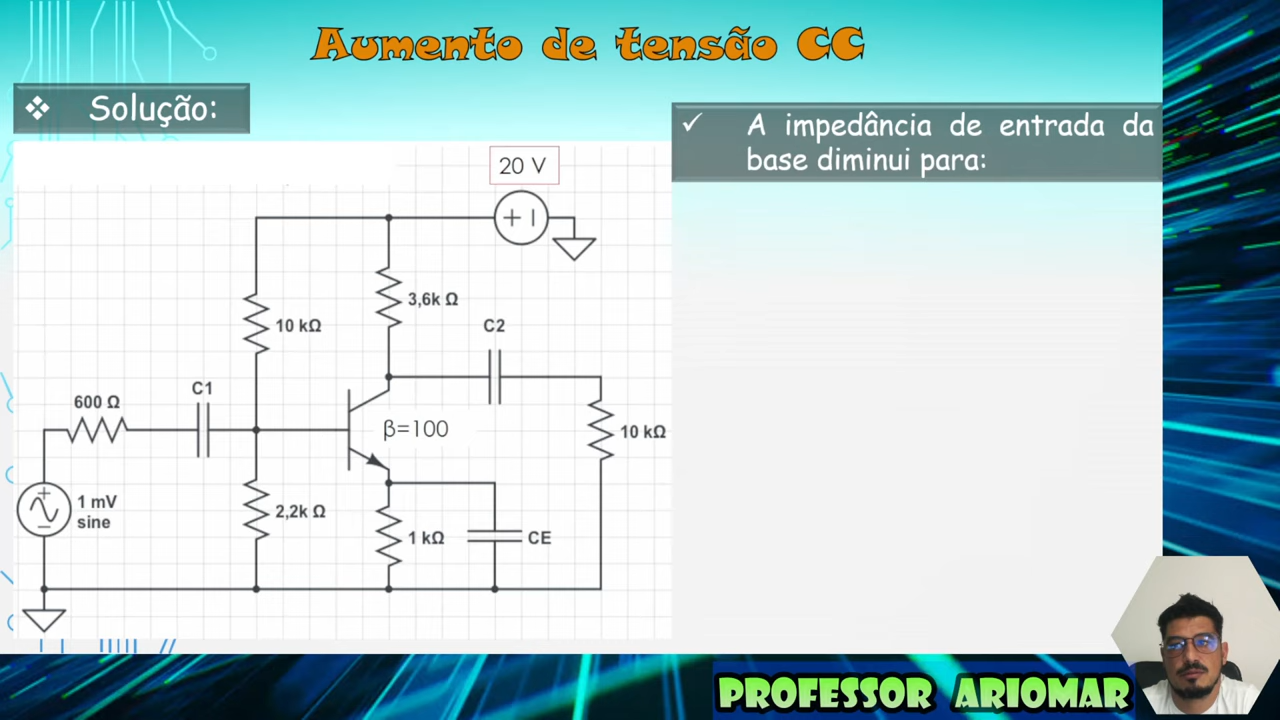 Aumento de tensão CC
❖ Solução:
✓ A impedância de entrada da
base diminui para:
20 V
3,6k Ω
10 kΩ
C2
C1
600 Ω
β=100
10 kΩ
1 mV
sine
2,2k Ω
1 kΩ
CE
PROFESSOR ARIOMAR